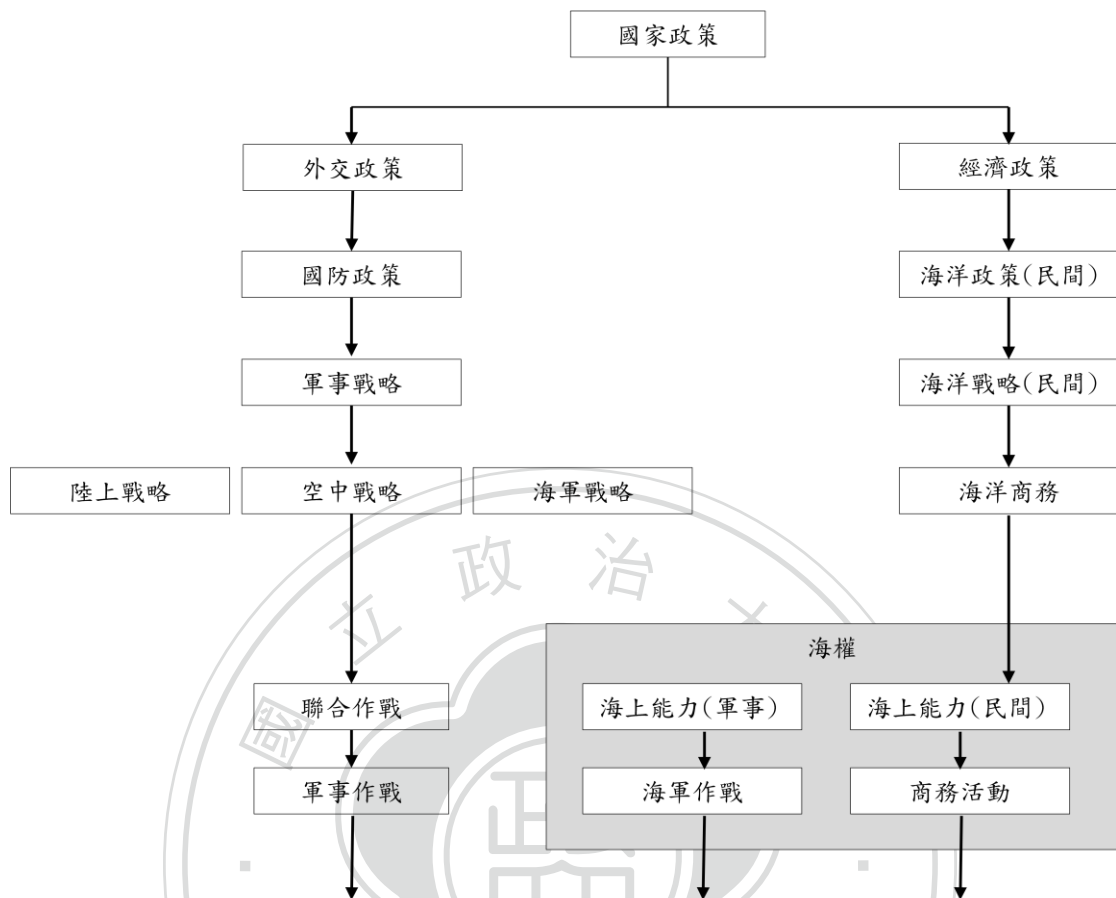 國家政策
外交政策
經濟政策
國防政策
海洋政策(民間)
軍事戰略
海洋戰略(民間)
陸上戰略
空中戰略
海軍戰略
海洋商務
國立政治大
海權
聯合作戰
海上能力(軍事)
海上能力(民間)
軍事作戰
海軍作戰
商務活動